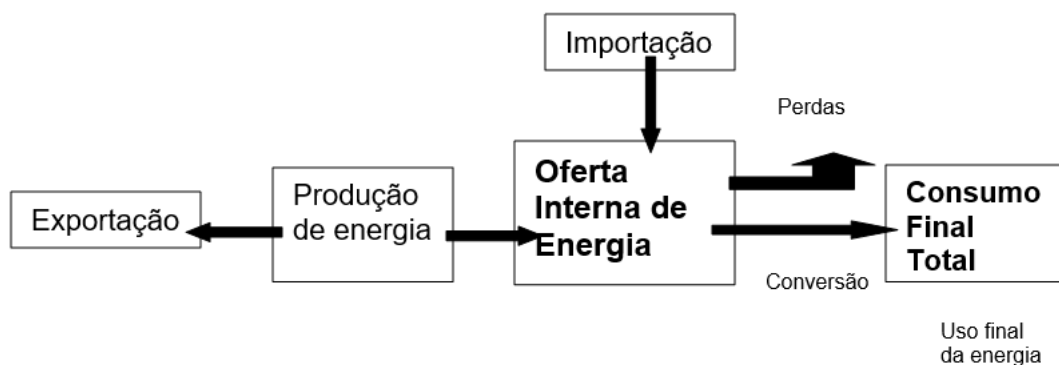 Importação
Perdas
Oferta
Interna de
Energia
Produção
de energia
Exportação
Consumo
Final
Total
Conversão
Uso final
da energia